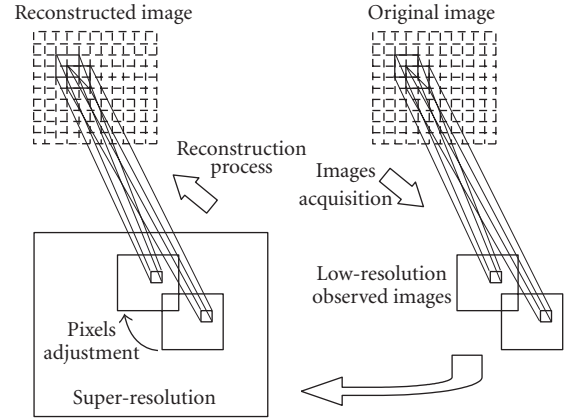 Reconstructed image
Original image
Reconstruction
process
Images
acquisition
Low-resolution
observed images
Pixels
adjustment
Super-resolution